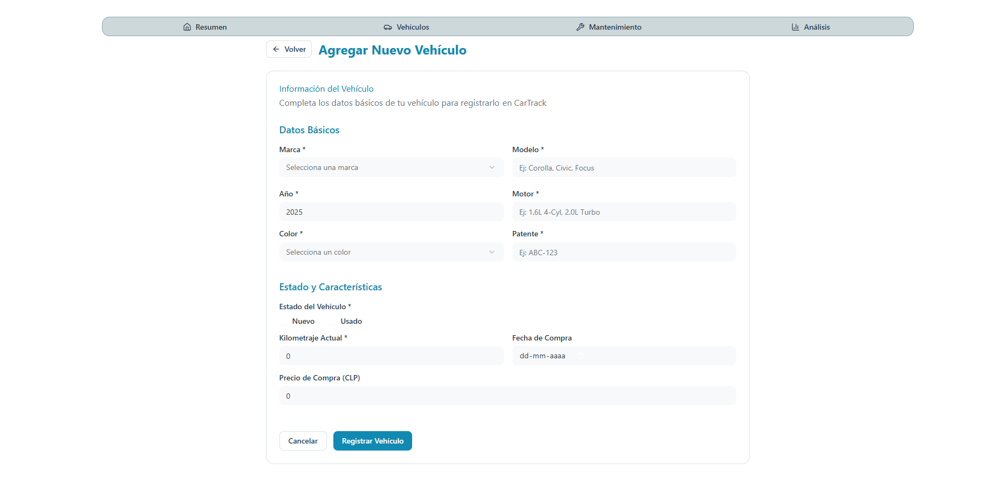 Resumen
Vehículos
Mantenimiento
Análisis
Volver
Agregar Nuevo Vehículo
Información del Vehículo
Completa los datos básicos de tu vehículo para registrarlo en CarTrack
Datos Básicos
Marca *
Modelo *
Selecciona una marca
Ej: Corolla, Civic, Focus
Año *
Motor *
2025
Ej: 1.6L 4-Cyl, 2.0L Turbo
Color *
Patente *
Selecciona un color
Ej: ABC-123
Estado y Características
Estado del Vehículo *
Nuevo
Usado
Kilometraje Actual *
Fecha de Compra
0
dd-mm-aaaa
Precio de Compra (CLP)
0
Cancelar
Registrar Vehículo